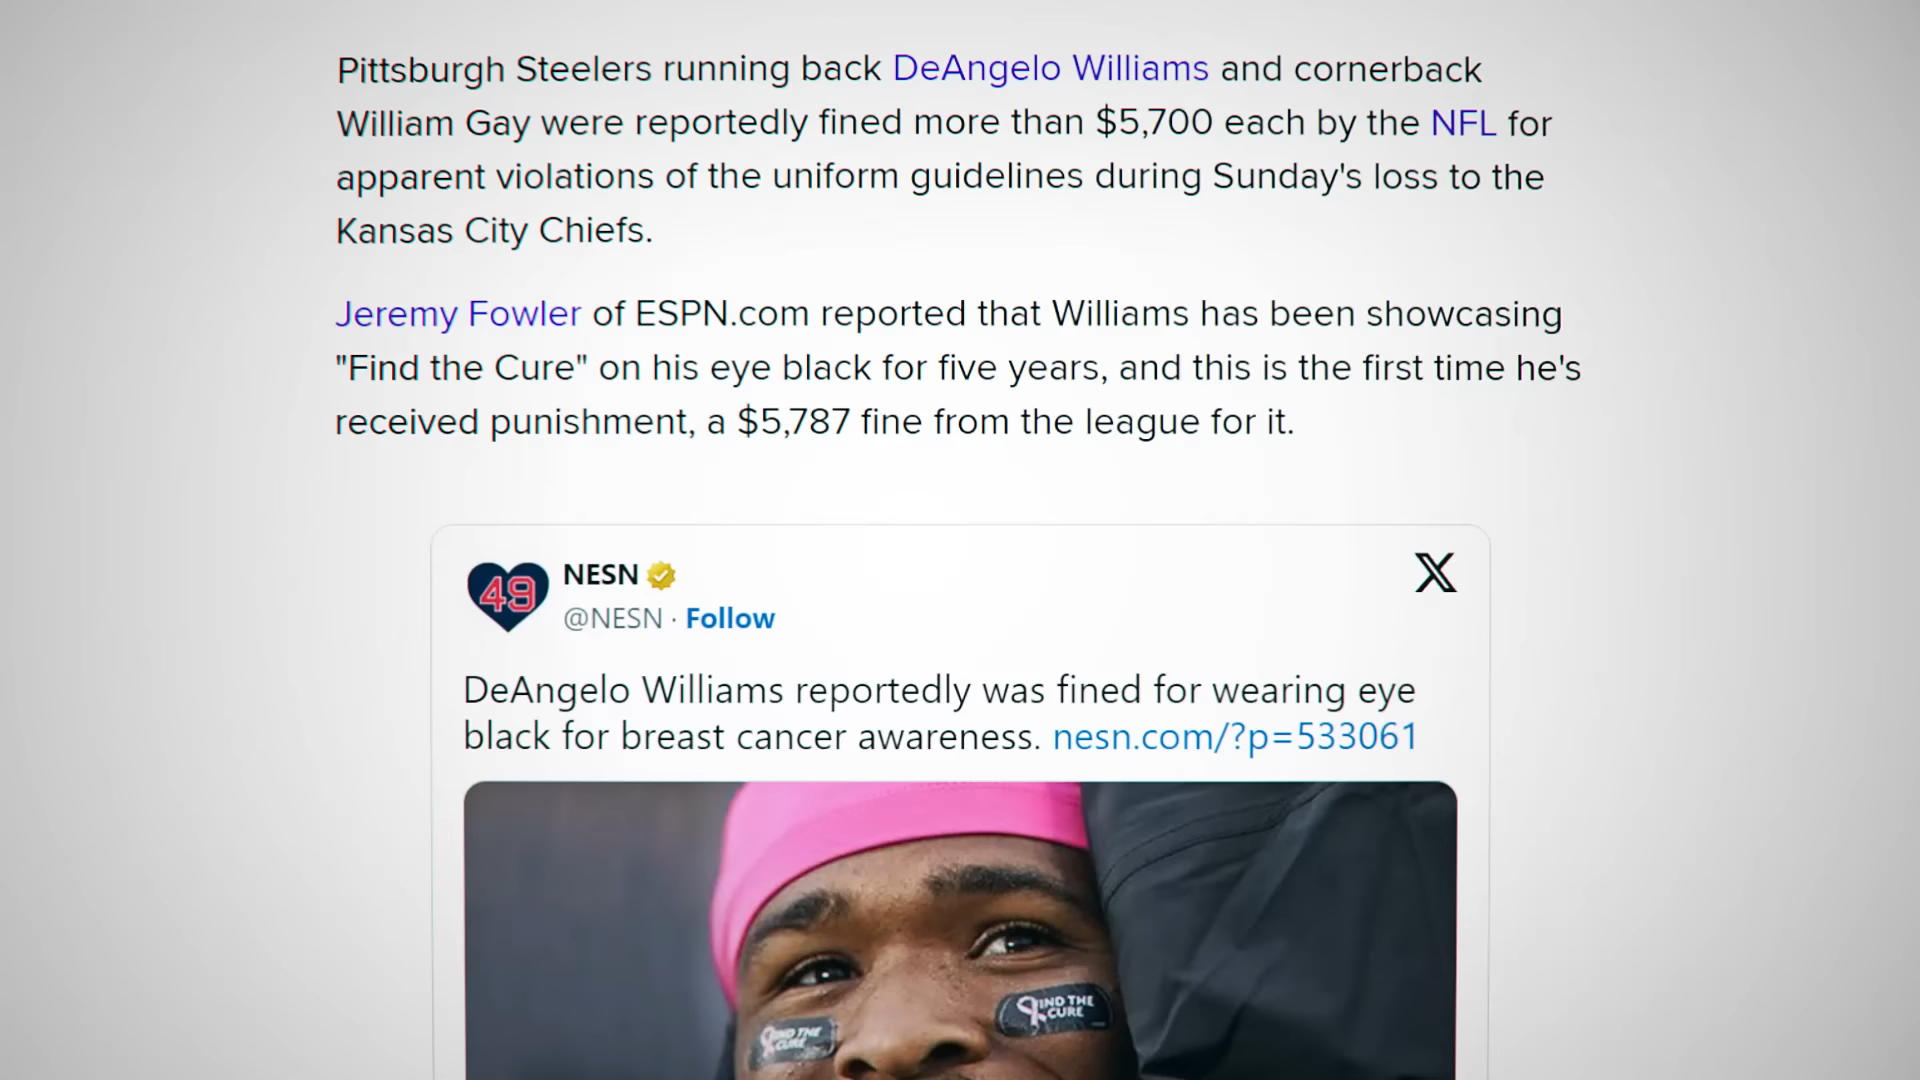 Pittsburgh Steelers running back DeAngelo Williams and cornerback
William Gay were reportedly fined more than $5,700 each by the NFL for
apparent violations of the uniform guidelines during Sunday's loss to the
Kansas City Chiefs.
Jeremy Fowler of ESPN.com reported that Williams has been showcasing
"Find the Cure" on his eye black for five years, and this is the first time he's
received punishment, a $5,787 fine from the league for it.
49
NESN
X
@NESN · Follow
DeAngelo Williams reportedly was fined for wearing eye
black for breast cancer awareness. nesn.com/?p=533061
IND THE
CURE
IND THE
CURE